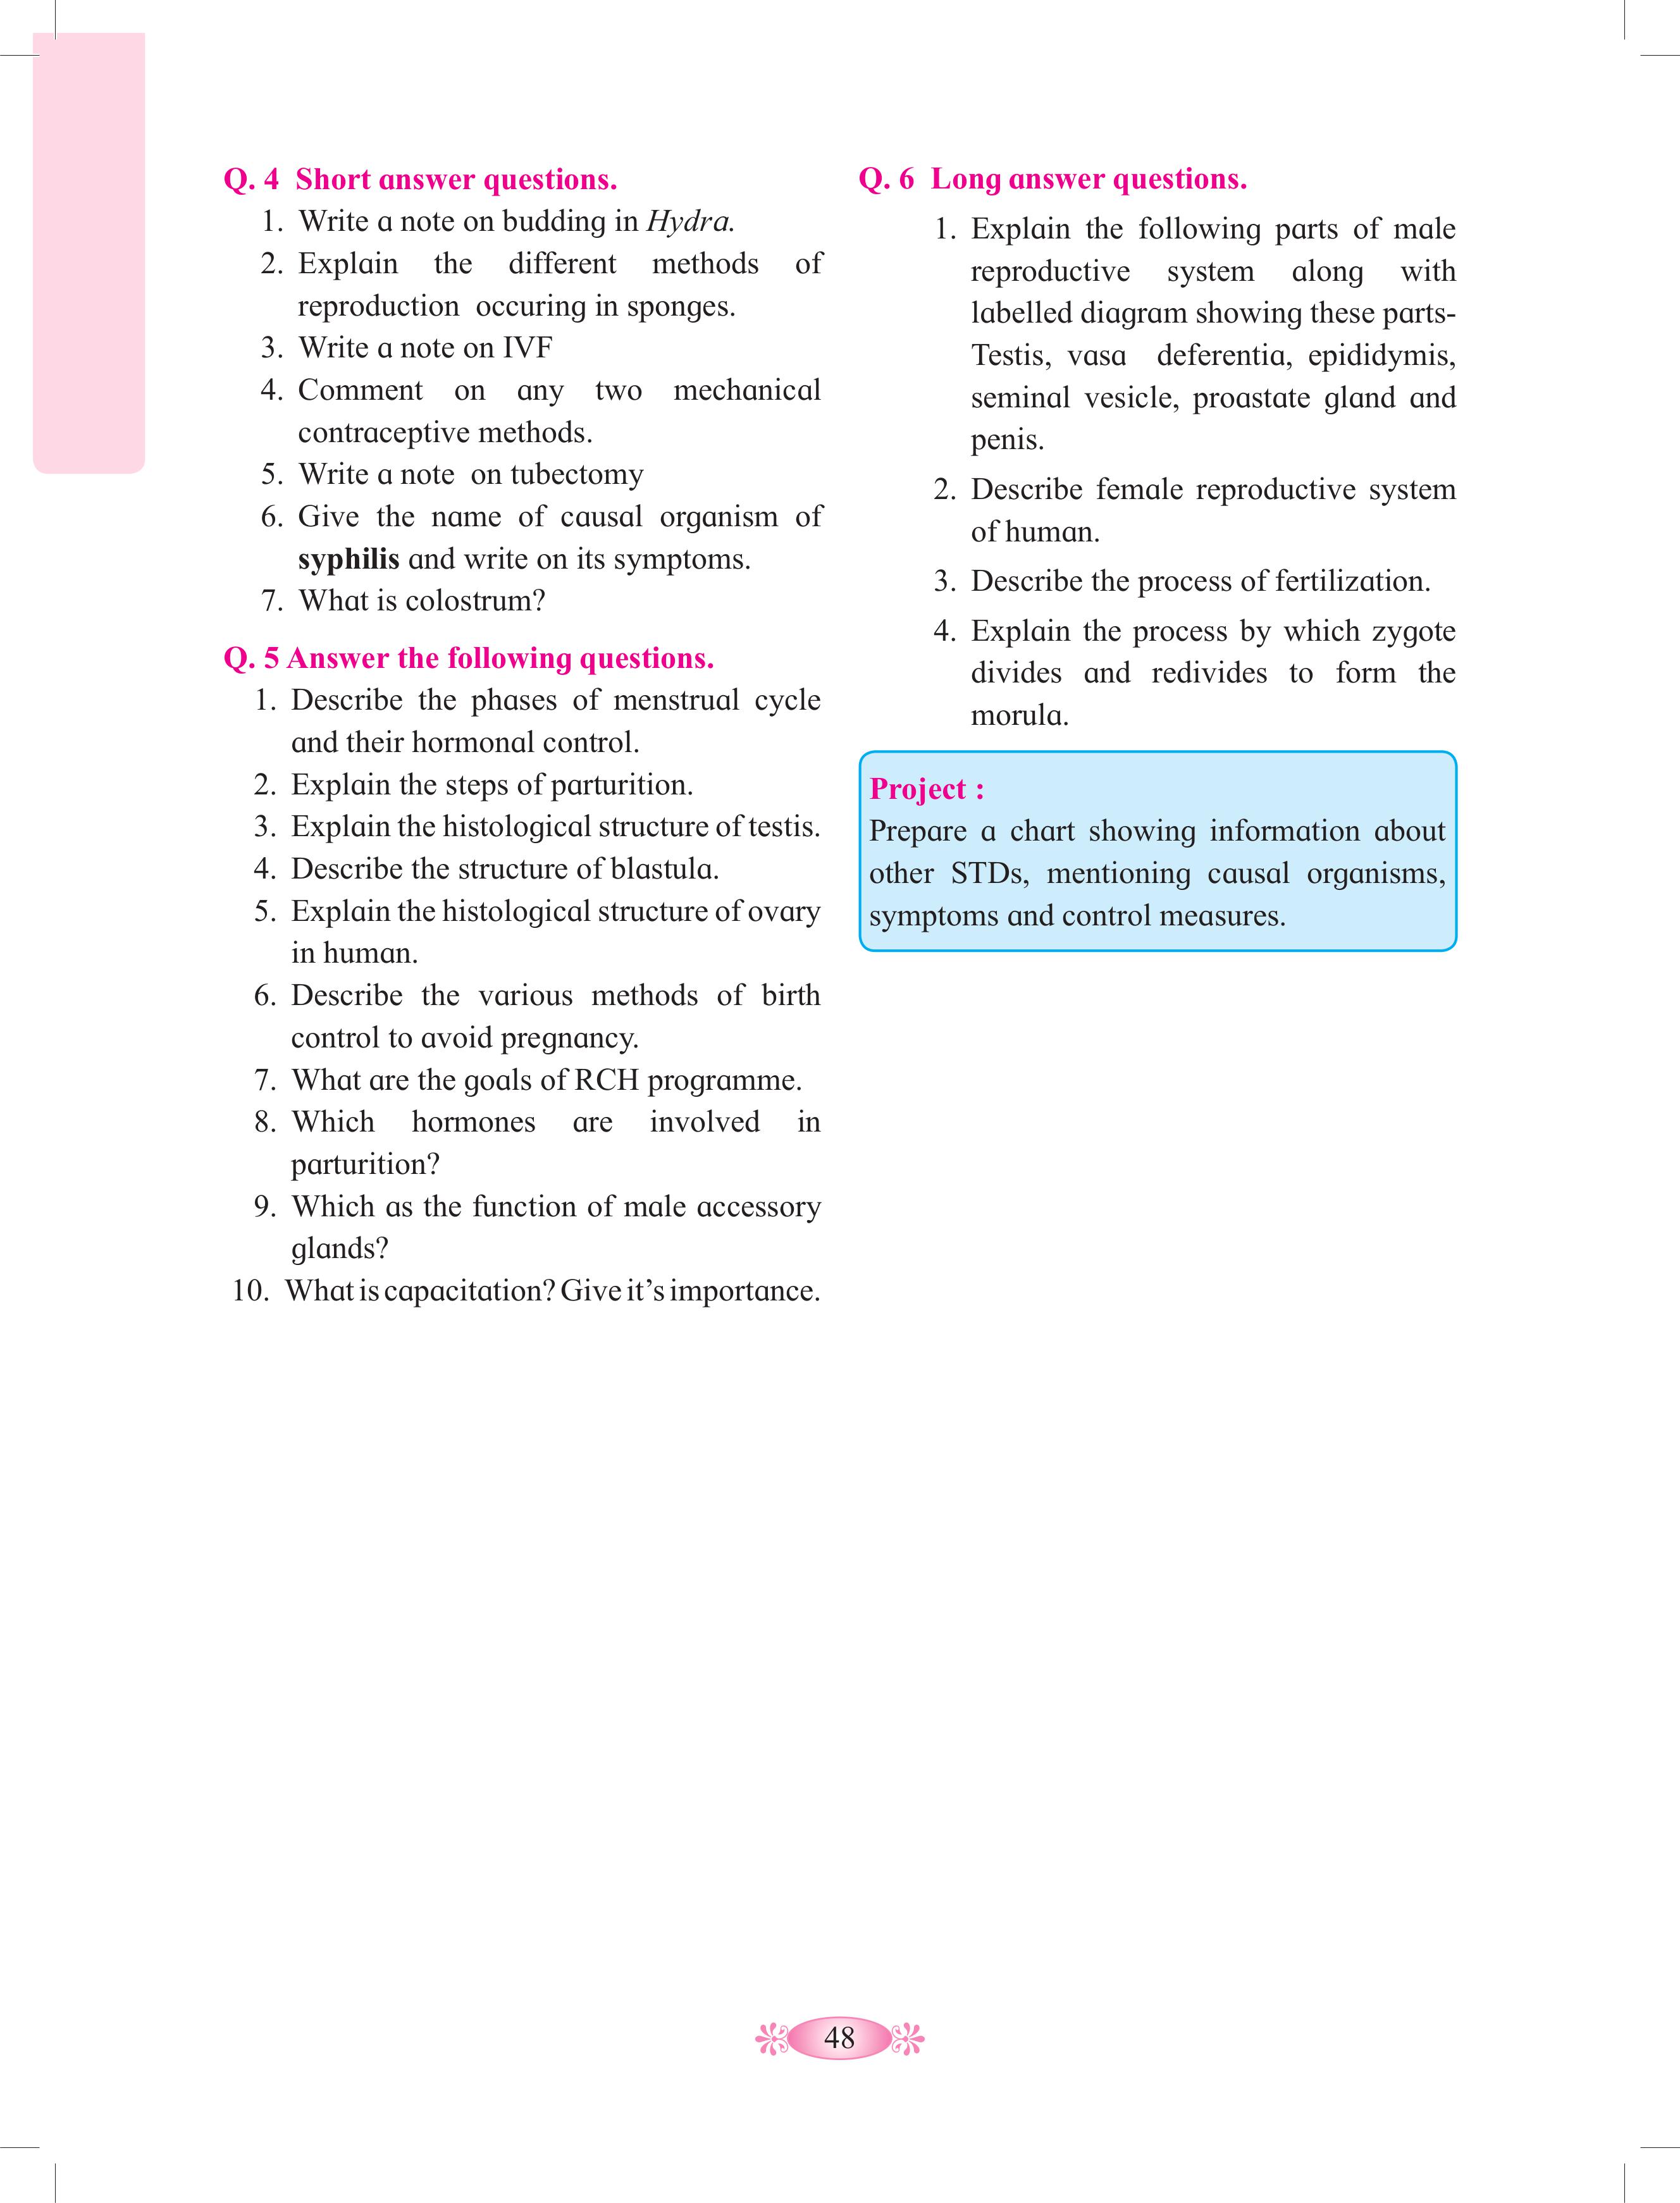 Q. 4 Short answer questions.
1. Write a note on budding in Hydra.
2. Explain the different methods of
reproduction occuring in sponges.
3. Write a note on IVF
4. Comment on any two mechanical
contraceptive methods.
5. Write a note on tubectomy
6. Give the name of causal organism of
syphilis and write on its symptoms.
7. What is colostrum?
Q. 5 Answer the following questions.
1. Describe the phases of menstrual cycle
and their hormonal control.
2. Explain the steps of parturition.
3. Explain the histological structure of testis.
4. Describe the structure of blastula.
5. Explain the histological structure of ovary
in human.
6. Describe the various methods of birth
control to avoid pregnancy.
7. What are the goals of RCH programme.
8. Which hormones are involved in
parturition?
9. Which as the function of male accessory
glands?
10. What is capacitation? Give it’s importance.
Q. 6 Long answer questions.
1. Explain the following parts of male
reproductive system along with
labelled diagram showing these parts-
Testis, vasa deferentia, epididymis,
seminal vesicle, proastate gland and
penis.
2. Describe female reproductive system
of human.
3. Describe the process of fertilization.
4. Explain the process by which zygote
divides and redivides to form the
morula.
Project :
Prepare a chart showing information about
other STDs, mentioning causal organisms,
symptoms and control measures.
48